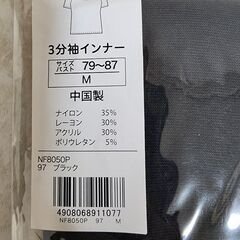 3分袖インナー
サイズ
バスト 79~87
M
中国製
ナイロン 35%
レーヨン 30%
アクリル 30%
ポリウレタン 5%
NF8050P
97 ブラック
4908068911077
NF8050P 97 M